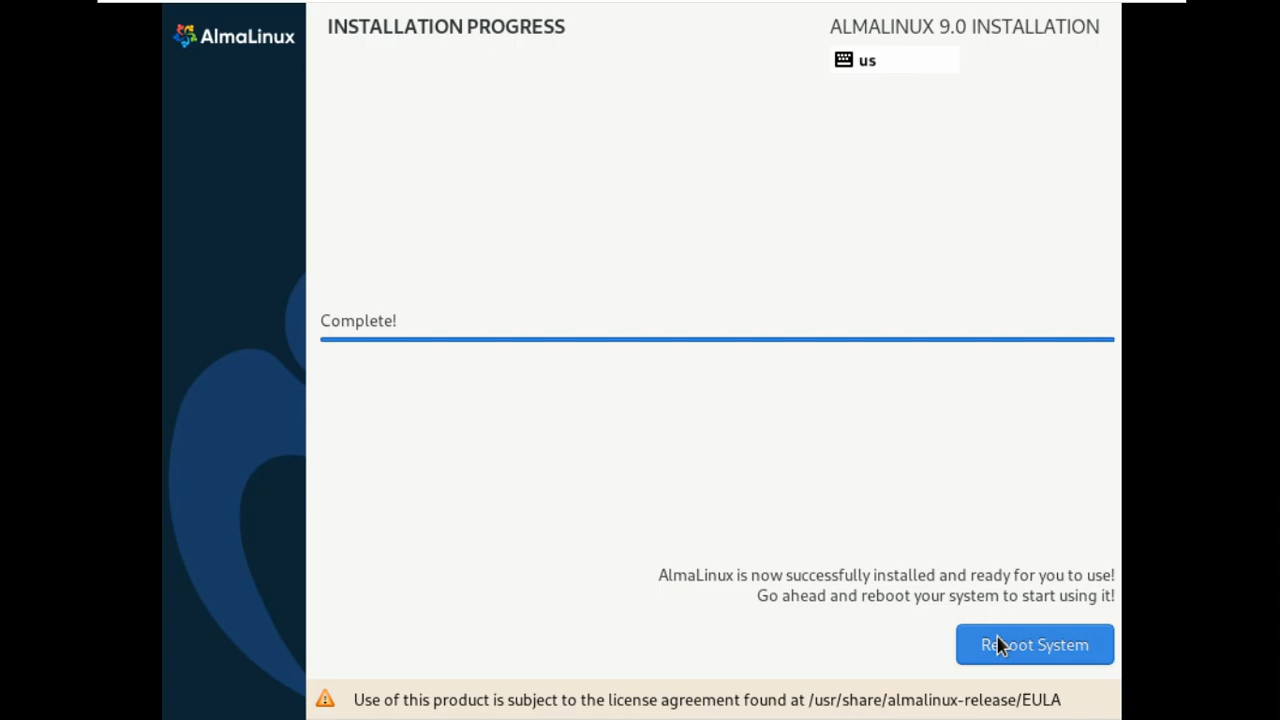 AlmaLinux
INSTALLATION PROGRESS
ALMALINUX 9.0 INSTALLATION
us
Complete!
AlmaLinux is now successfully installed and ready for you to use!
Go ahead and reboot your system to start using it!
Reboot System
Use of this product is subject to the license agreement found at /usr/share/almalinux-release/EULA